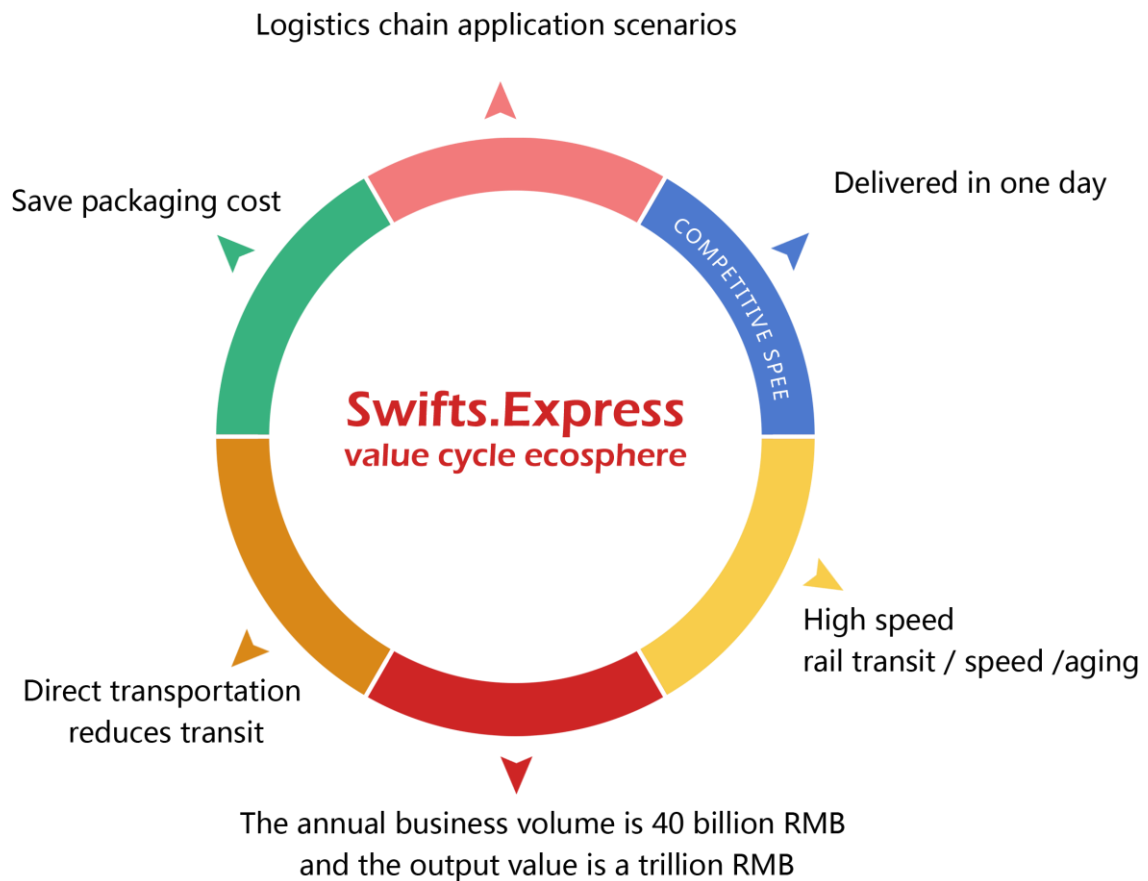 Logistics chain application scenarios
Save packaging cost
Delivered in one day
COMPETITIVE SPEE
Swifts.Express
value cycle ecosphere
High speed
rail transit / speed /aging
Direct transportation
reduces transit
The annual business volume is 40 billion RMB
and the output value is a trillion RMB